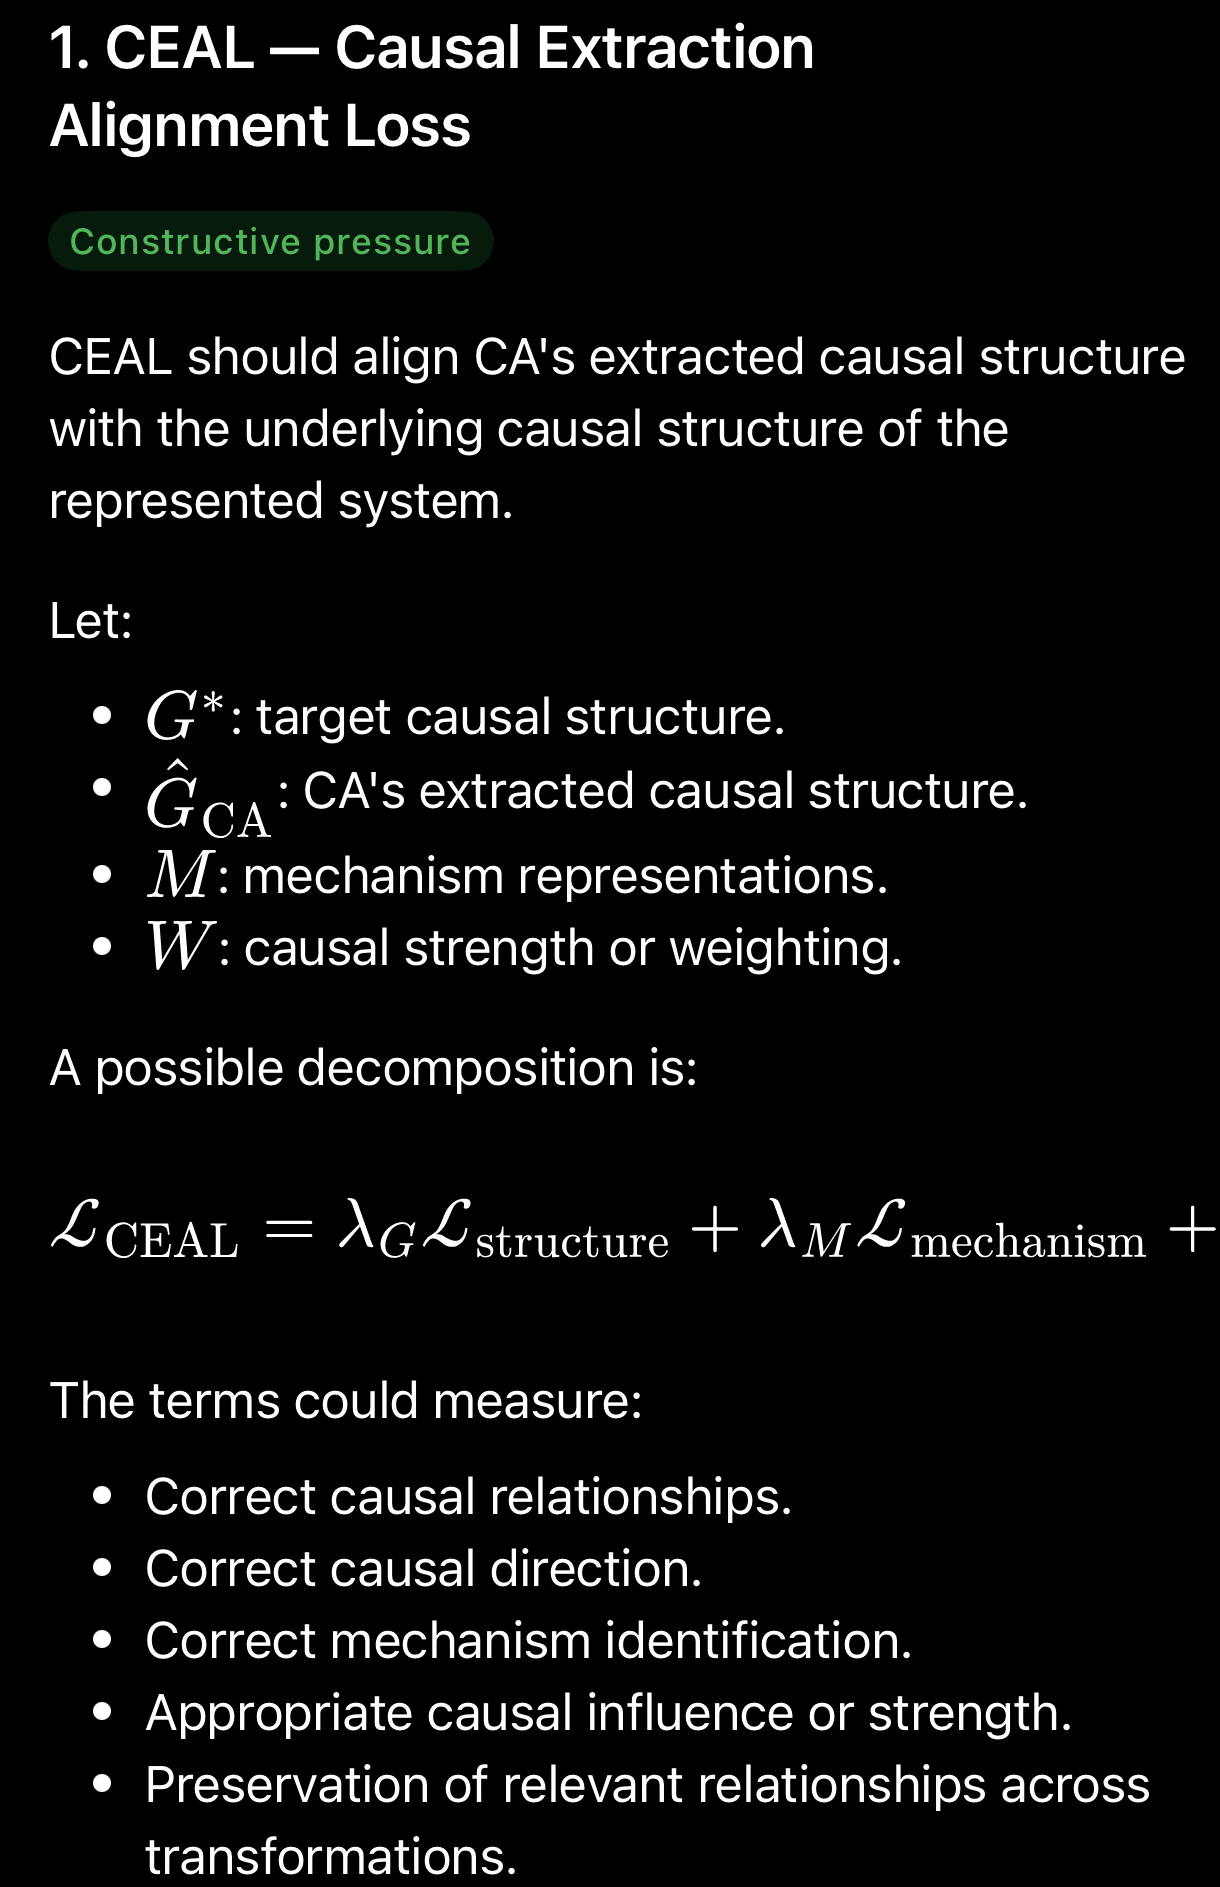 1. CEAL — Causal Extraction
Alignment Loss
Constructive pressure
CEAL should align CA's extracted causal structure
with the underlying causal structure of the
represented system.
Let:
• G*: target causal structure.
• Ĝ_CA: CA's extracted causal structure.
• M: mechanism representations.
• W: causal strength or weighting.
A possible decomposition is:
ℒ_CEAL = λ_G ℒ_structure + λ_M ℒ_mechanism +
The terms could measure:
• Correct causal relationships.
• Correct causal direction.
• Correct mechanism identification.
• Appropriate causal influence or strength.
• Preservation of relevant relationships across
transformations.